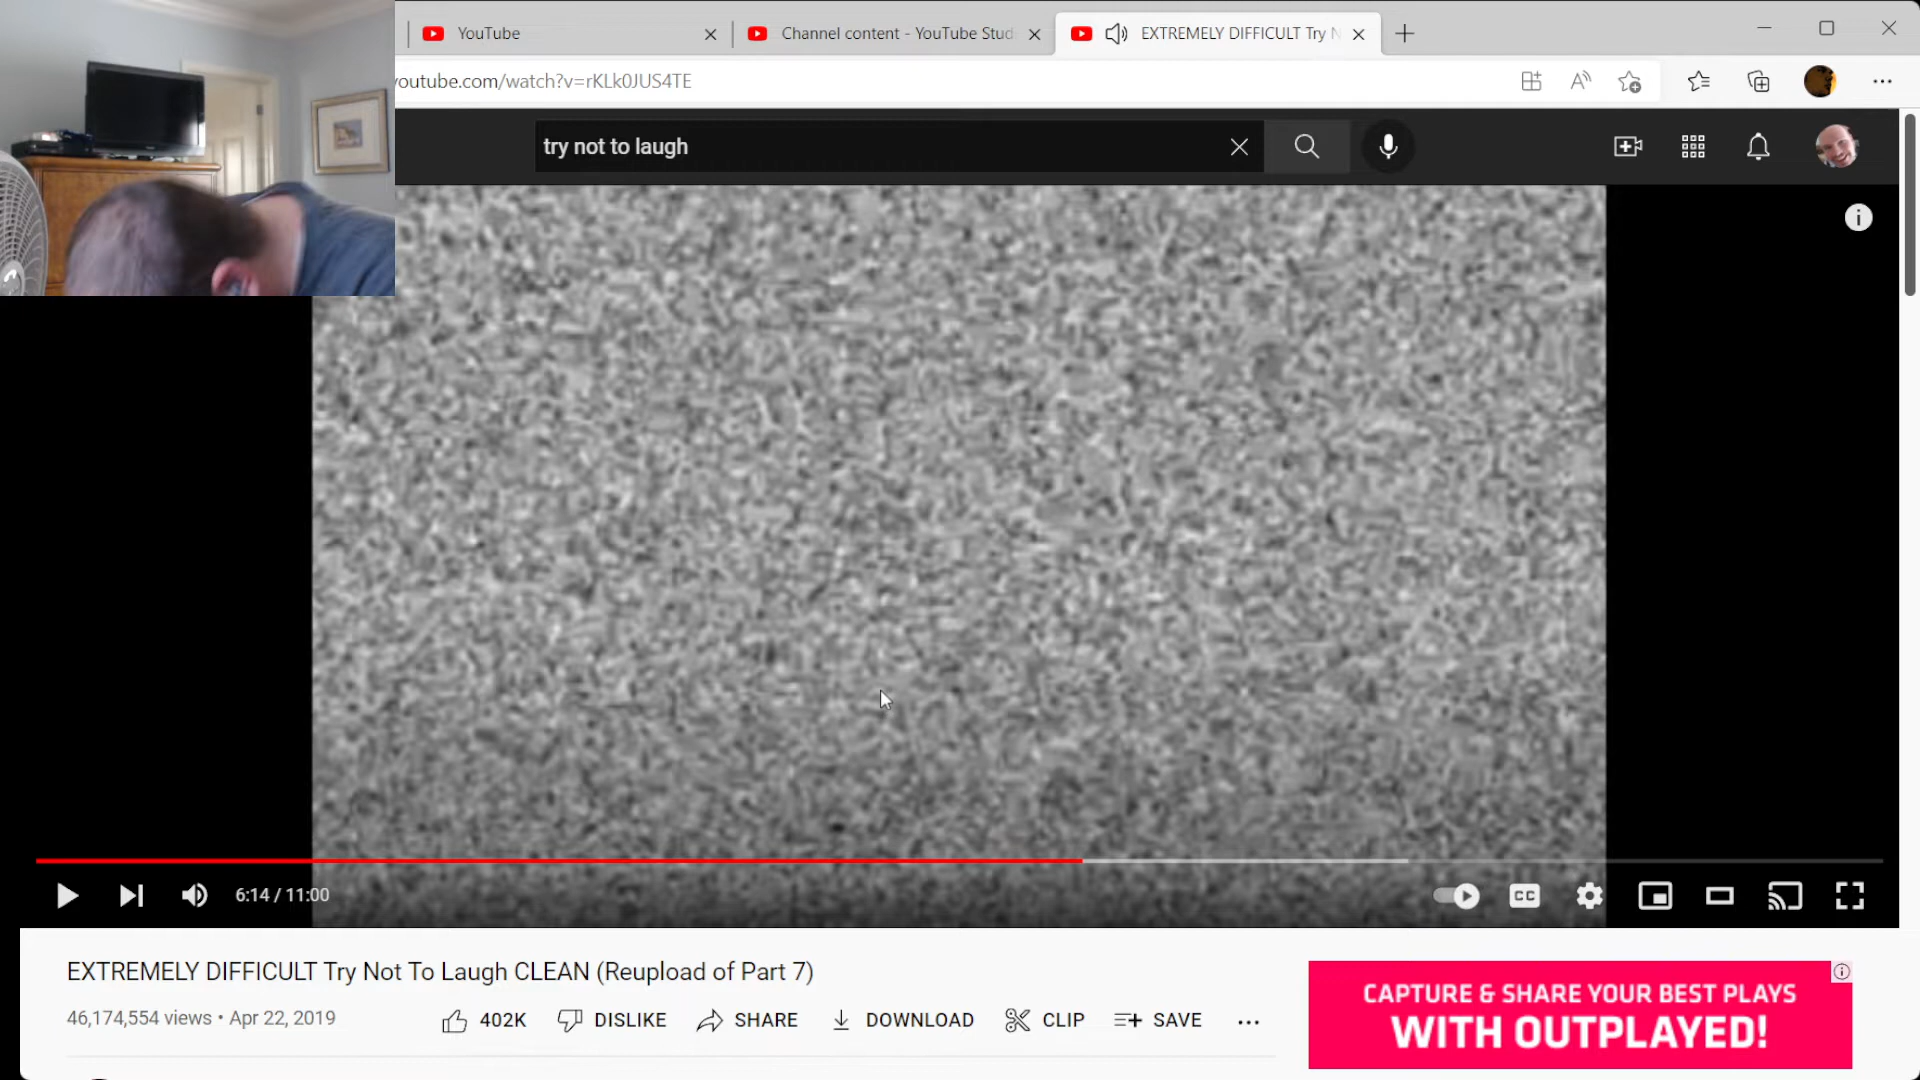 YouTube
Channel content - YouTube Stud
EXTREMELY DIFFICULT Try N
youtube.com/watch?v=rKLk0JUS4TE
try not to laugh
6:14 / 11:00
CC
EXTREMELY DIFFICULT Try Not To Laugh CLEAN (Reupload of Part 7)
46,174,554 views • Apr 22, 2019
402K
DISLIKE
SHARE
DOWNLOAD
CLIP
SAVE
CAPTURE & SHARE YOUR BEST PLAYS
WITH OUTPLAYED!